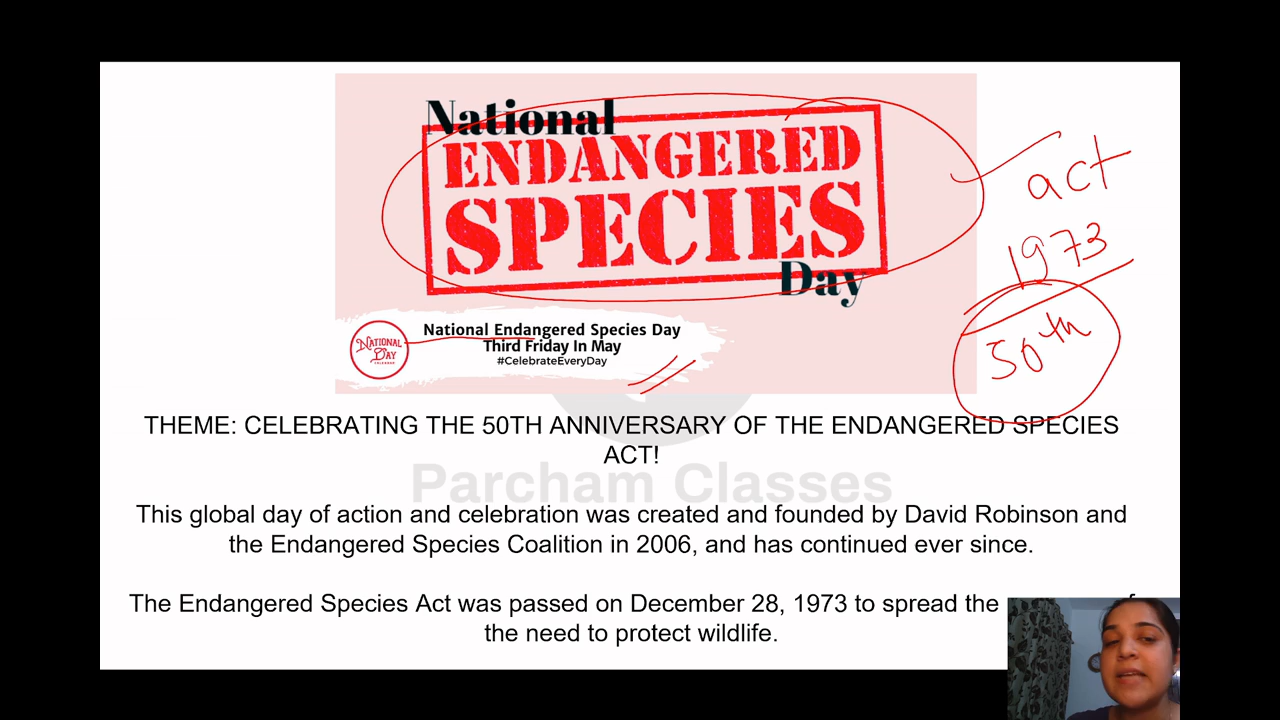 National
ENDANGERED
SPECIES
Day
act
1973
50th
NATIONAL
DAY
CALENDAR
National Endangered Species Day
Third Friday In May
#CelebrateEveryDay
THEME: CELEBRATING THE 50TH ANNIVERSARY OF THE ENDANGERED SPECIES
ACT!
Parcham Classes
This global day of action and celebration was created and founded by David Robinson and
the Endangered Species Coalition in 2006, and has continued ever since.
The Endangered Species Act was passed on December 28, 1973 to spread the
the need to protect wildlife.